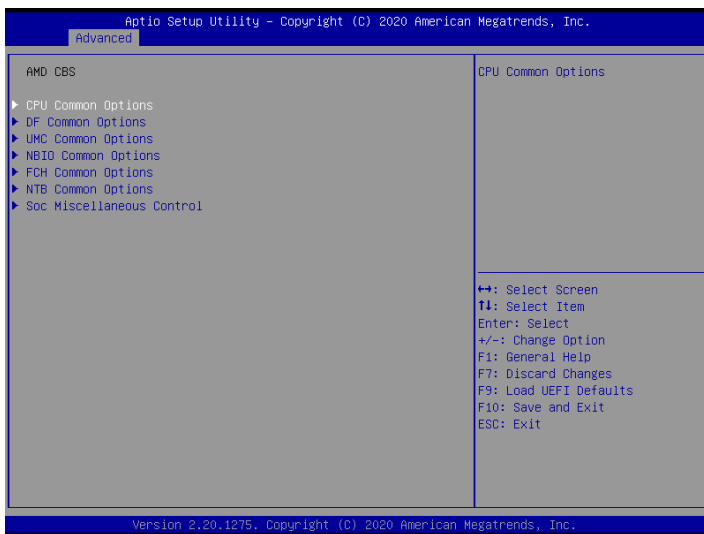 Aptio Setup Utility – Copyright (C) 2020 American Megatrends, Inc.
Advanced
AMD CBS
CPU Common Options
DF Common Options
UMC Common Options
NBIO Common Options
FCH Common Options
NTB Common Options
Soc Miscellaneous Control
CPU Common Options
↔: Select Screen
↑↓: Select Item
Enter: Select
+/-: Change Option
F1: General Help
F7: Discard Changes
F9: Load UEFI Defaults
F10: Save and Exit
ESC: Exit
Version 2.20.1275. Copyright (C) 2020 American Megatrends, Inc.